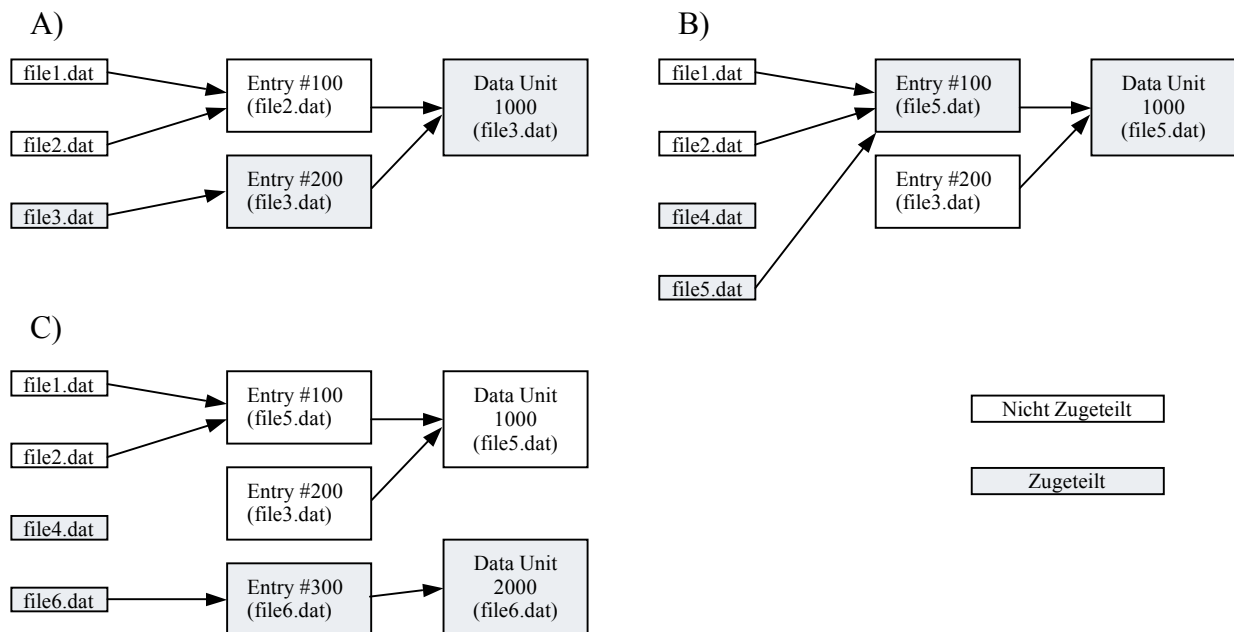 A)
file1.dat
file2.dat
file3.dat
Entry #100
(file2.dat)
Entry #200
(file3.dat)
Data Unit
1000
(file3.dat)
B)
file1.dat
file2.dat
file4.dat
file5.dat
Entry #100
(file5.dat)
Entry #200
(file3.dat)
Data Unit
1000
(file5.dat)
C)
file1.dat
file2.dat
file4.dat
file6.dat
Entry #100
(file5.dat)
Entry #200
(file3.dat)
Entry #300
(file6.dat)
Data Unit
1000
(file5.dat)
Data Unit
2000
(file6.dat)
Nicht Zugeteilt
Zugeteilt